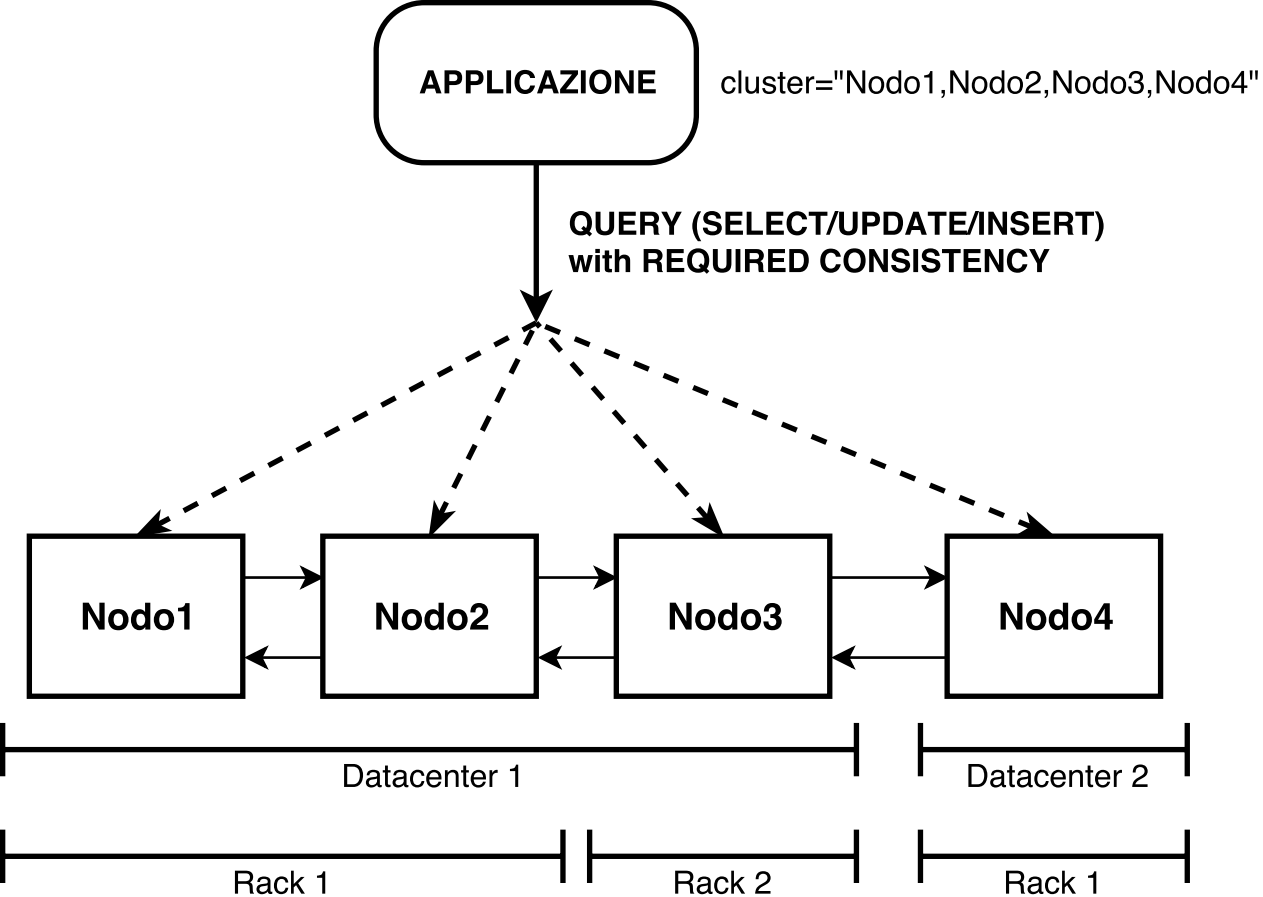 APPLICAZIONE
cluster="Nodo1,Nodo2,Nodo3,Nodo4"
QUERY (SELECT/UPDATE/INSERT)
with REQUIRED CONSISTENCY
Nodo1
Nodo2
Nodo3
Nodo4
Datacenter 1
Datacenter 2
Rack 1
Rack 2
Rack 1